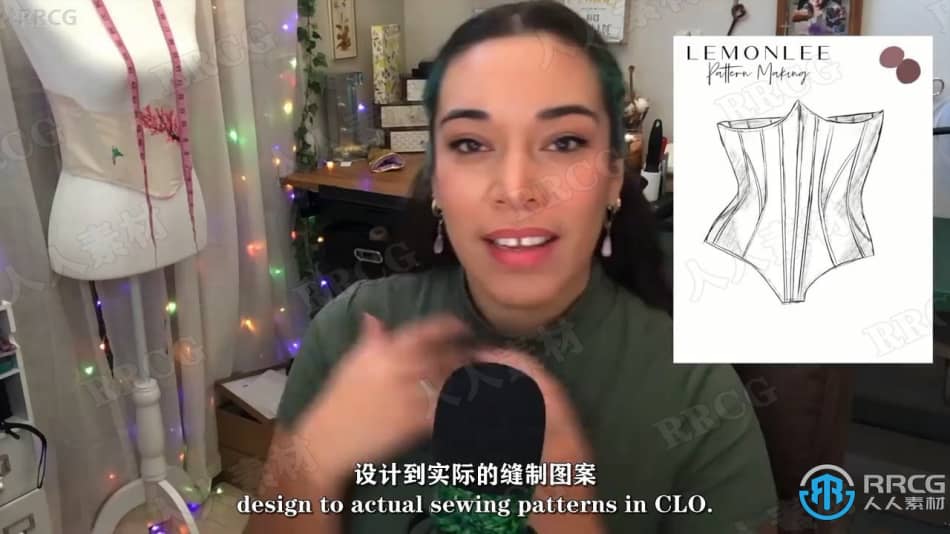 RRCG
LEMONLEE
Pattern Making
设计到实际的缝制图案
design to actual sewing patterns in CLO.
RRCG
人人素材